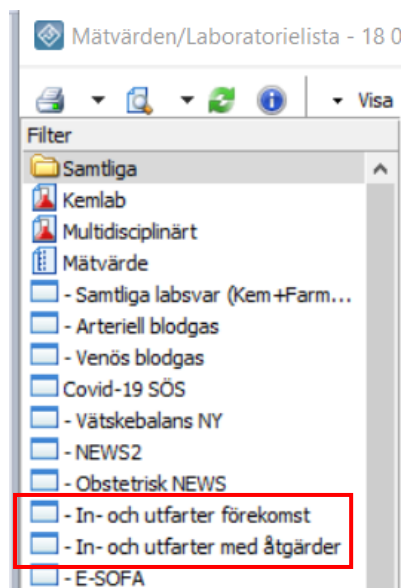 Mätvärden/Laboratorielista - 18 0
Visa
Filter
Samtliga
Kemlab
Multidisciplinärt
Mätvärde
- Samtliga labsvar (Kem+Farm...
- Arteriell blodgas
- Venös blodgas
Covid-19 SÖS
- Vätskebalans NY
- NEWS2
- Obstetrisk NEWS
- In- och utfarter förekomst
- In- och utfarter med åtgärder
- E-SOFA